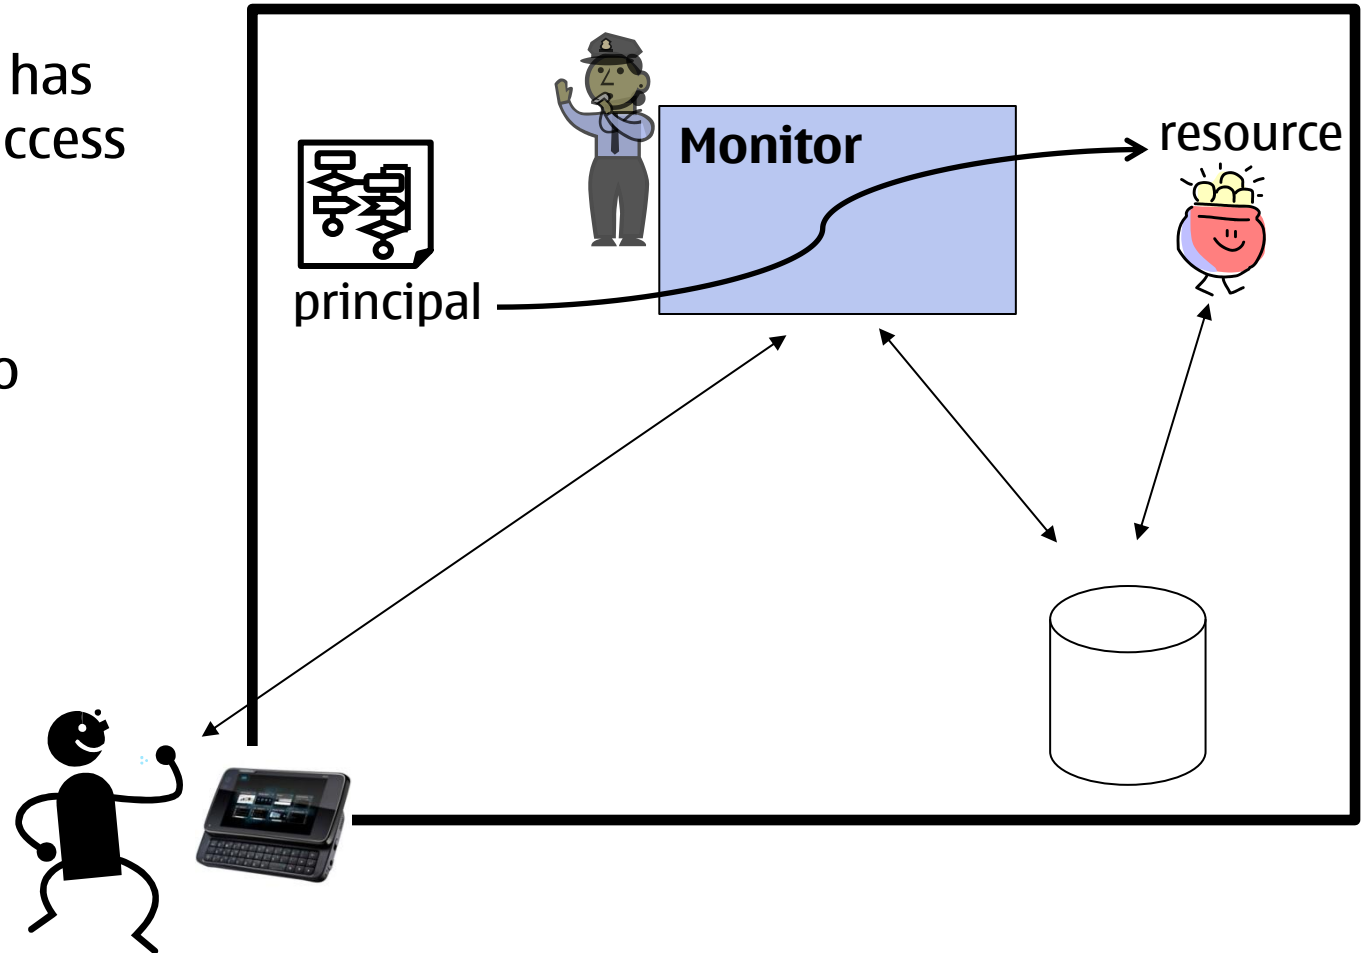 has
ccess
o
Monitor
resource
principal